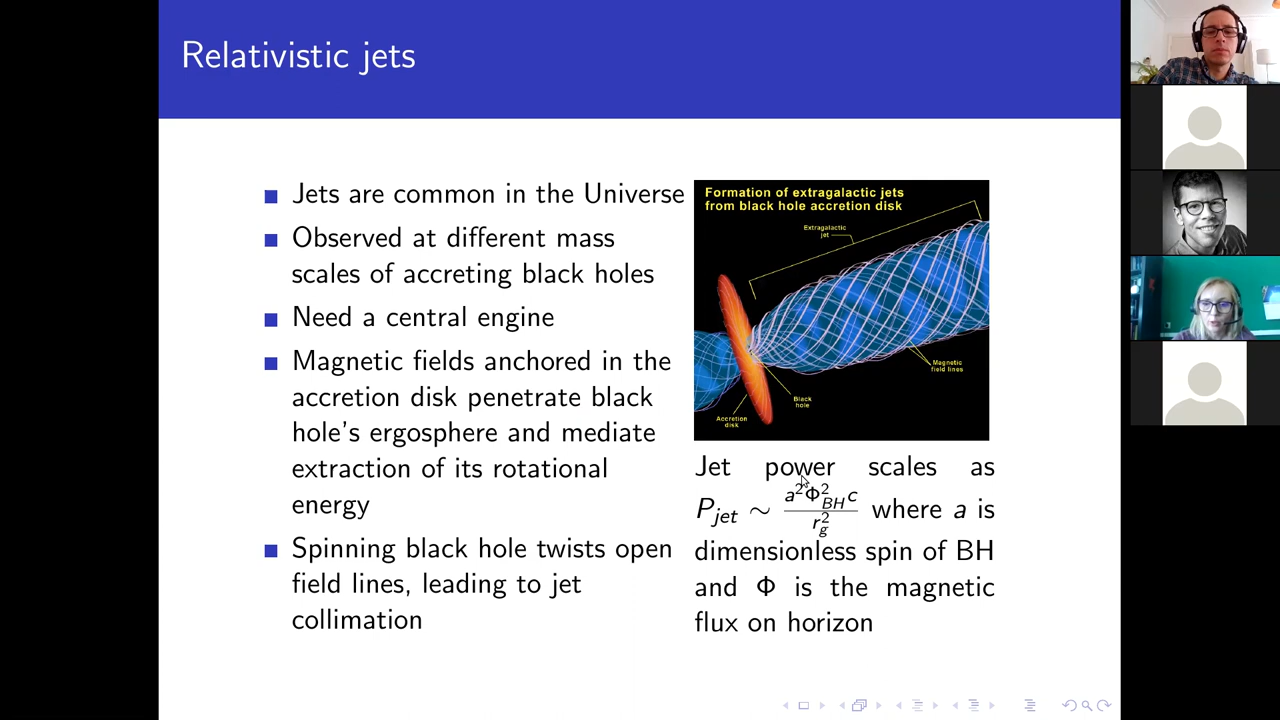 Relativistic jets
Jets are common in the Universe
Observed at different mass
scales of accreting black holes
Need a central engine
Magnetic fields anchored in the
accretion disk penetrate black
hole's ergosphere and mediate
extraction of its rotational
energy
Spinning black hole twists open
field lines, leading to jet
collimation
Formation of extragalactic jets
from black hole accretion disk
Extragalactic
jet
Magnetic
field lines
Black
hole
Accretion
disk
Jet power scales as
P_jet ∼ a²Φ²_BH c / r_g² where a is
dimensionless spin of BH
and Φ is the magnetic
flux on horizon